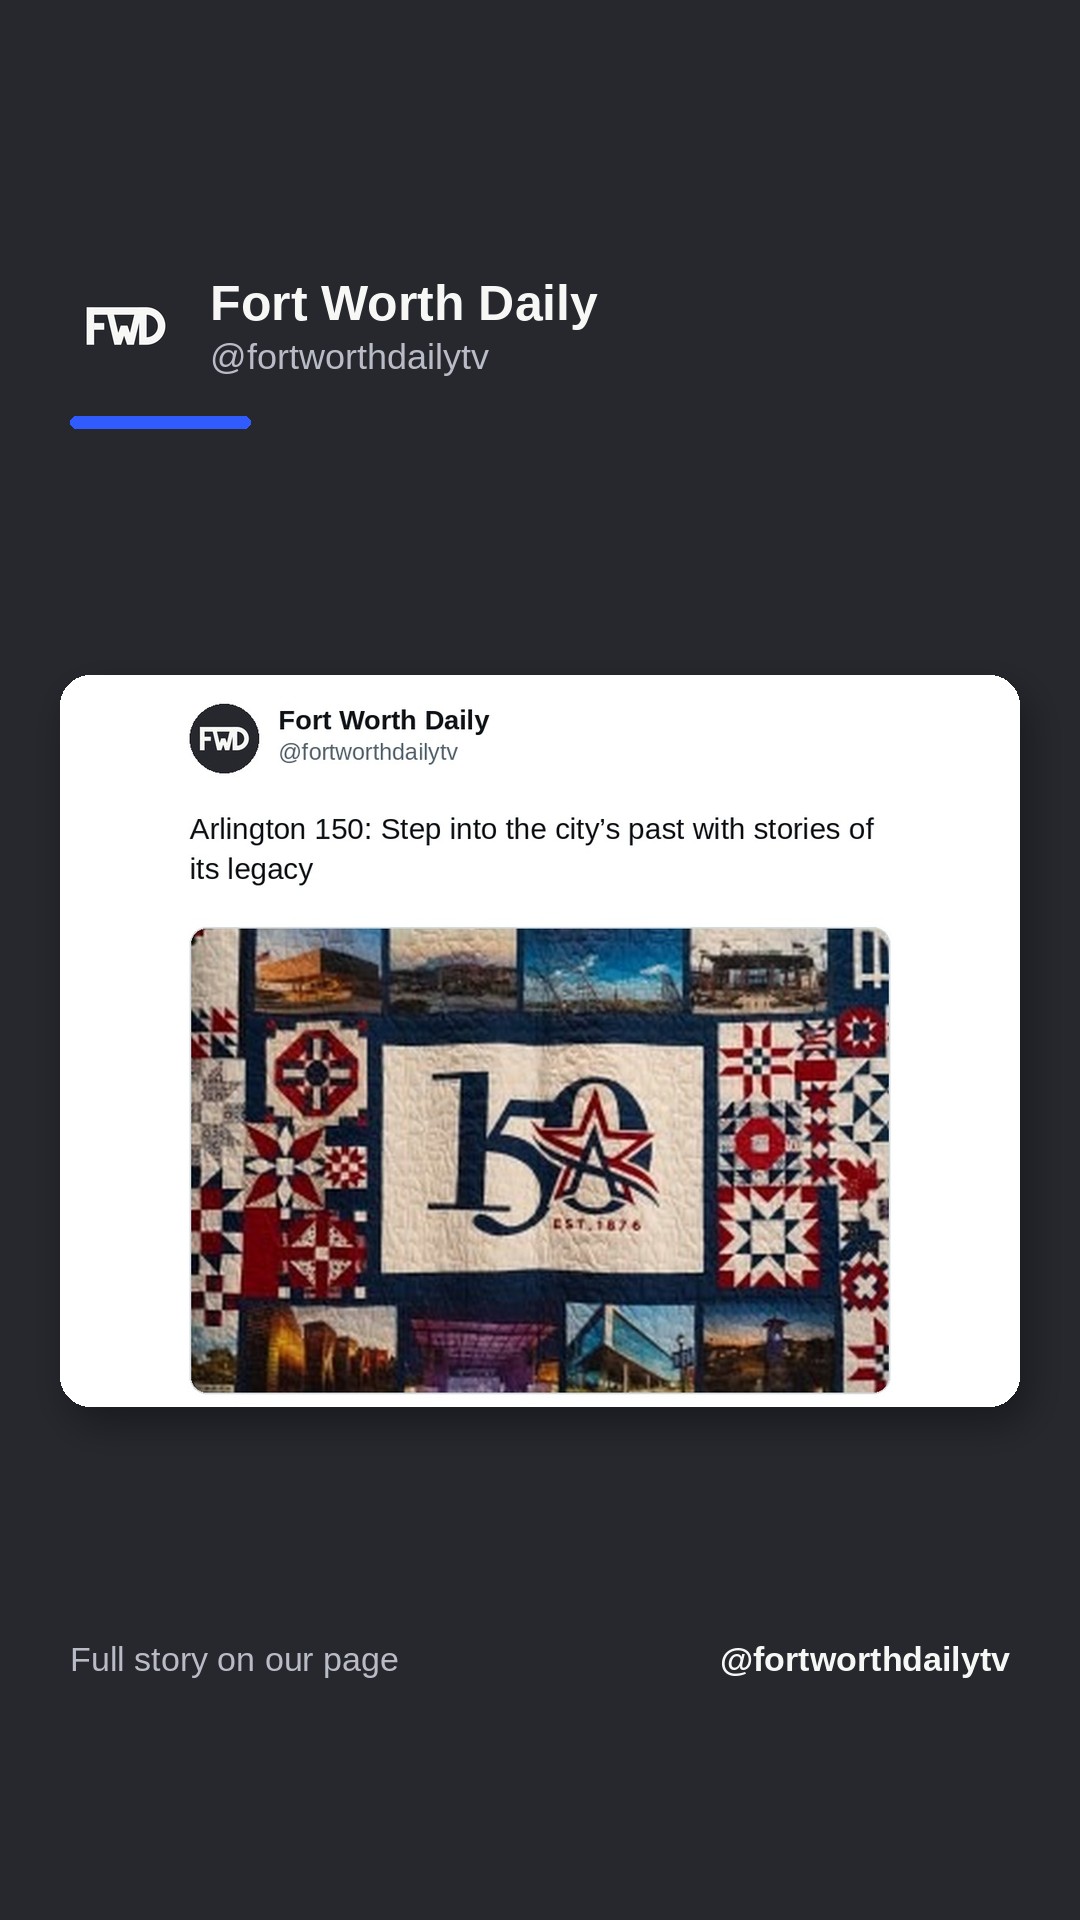 FWD
Fort Worth Daily
@fortworthdailytv
FWD
Fort Worth Daily
@fortworthdailytv
Arlington 150: Step into the city’s past with stories of
its legacy
150
A
EST. 1876
Full story on our page
@fortworthdailytv